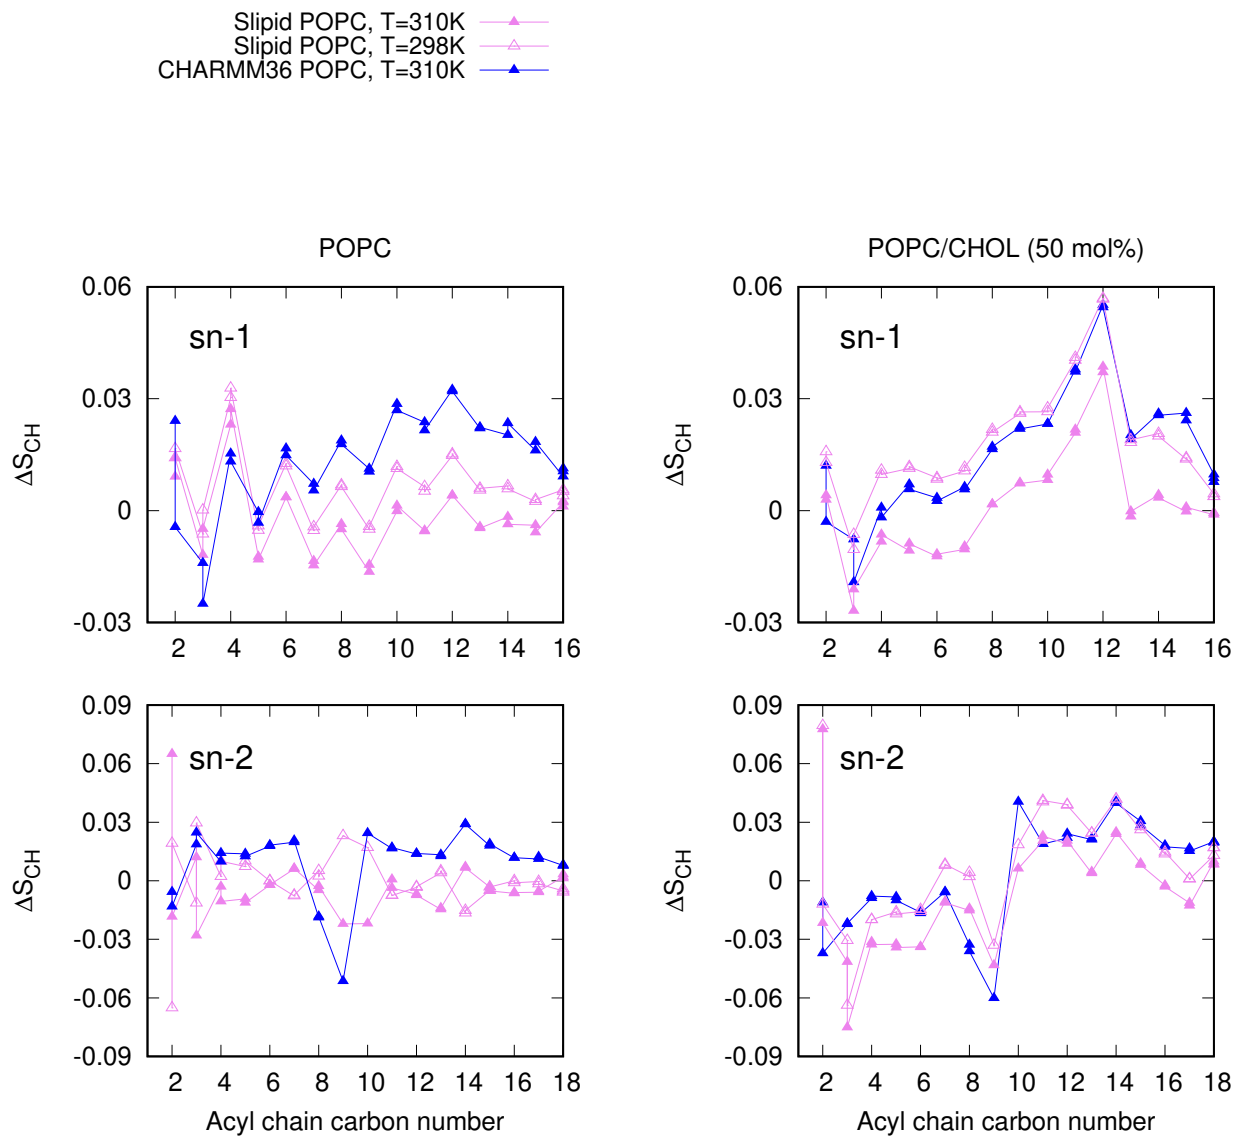 Slipid POPC, T=310K
Slipid POPC, T=298K
CHARMM36 POPC, T=310K
POPC
0.06
0.03
0
-0.03
ΔS_CH
sn-1
2 4 6 8 10 12 14 16
POPC/CHOL (50 mol%)
0.06
0.03
0
-0.03
ΔS_CH
sn-1
2 4 6 8 10 12 14 16
0.09
0.06
0.03
0
-0.03
-0.06
-0.09
ΔS_CH
sn-2
2 4 6 8 10 12 14 16 18
Acyl chain carbon number
0.09
0.06
0.03
0
-0.03
-0.06
-0.09
ΔS_CH
sn-2
2 4 6 8 10 12 14 16 18
Acyl chain carbon number